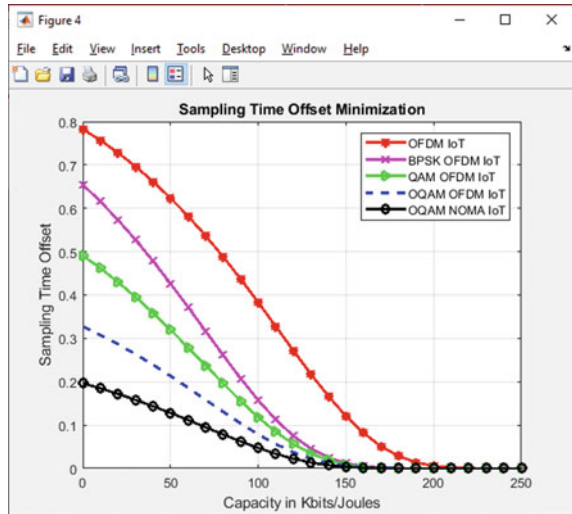 Figure 4
File Edit View Insert Tools Desktop Window Help
Sampling Time Offset Minimization
OFDM IoT
BPSK OFDM IoT
QAM OFDM IoT
OQAM OFDM IoT
OQAM NOMA IoT
Sampling Time Offset
0.8
0.7
0.6
0.5
0.4
0.3
0.2
0.1
0
0 50 100 150 200 250
Capacity in Kbits/Joules